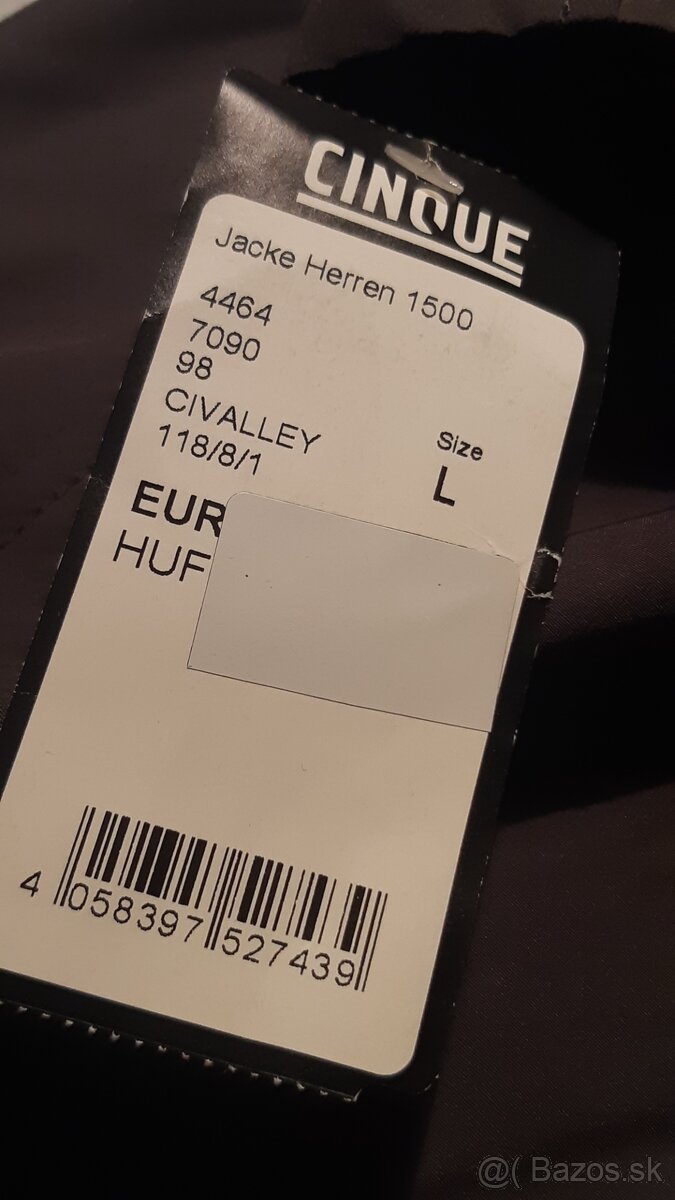 CINQUE
Jacke Herren 1500
4464
7090
98
CIVALLEY
118/8/1
Size
L
EUR
HUF
4 058397 527439
@( Bazos.sk